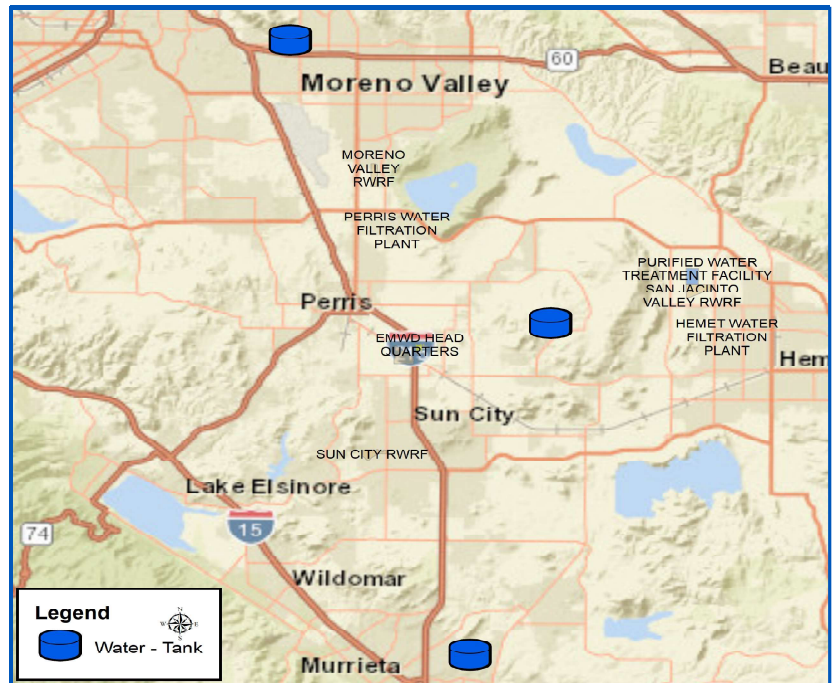 60
Beau
Moreno Valley
MORENO
VALLEY
RWRF
PERRIS WATER
FILTRATION
PLANT
PURIFIED WATER
TREATMENT FACILITY
SAN JACINTO
VALLEY RWRF
Perris
HEMET WATER
FILTRATION
PLANT
EMWD HEAD
QUARTERS
Hem
Sun City
SUN CITY RWRF
Lake Elsinore
15
74
Wildomar
Legend
N
W E
S
Water - Tank
Murrieta